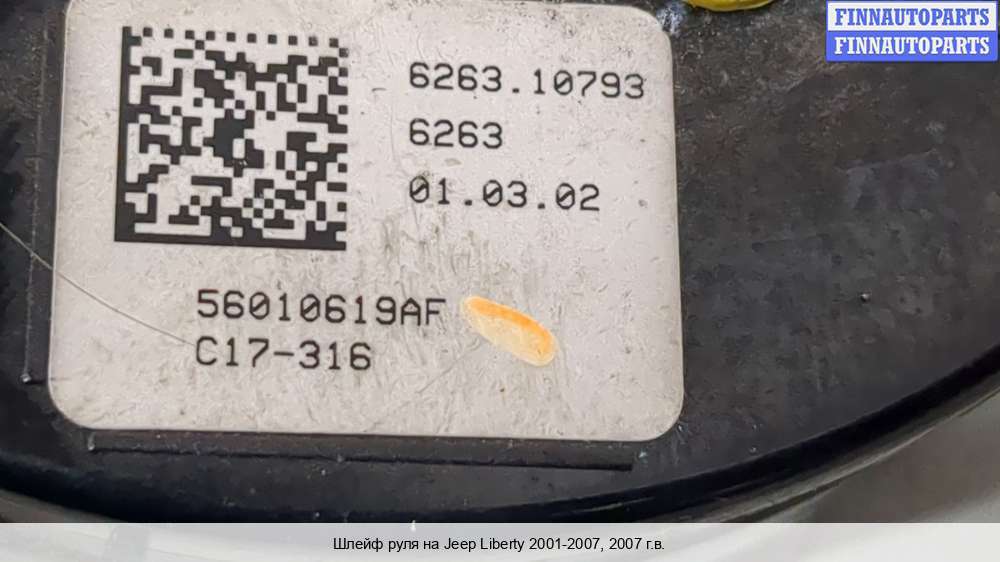 FINNAUTOPARTS
FINNAUTOPARTS
6263.10793
6263
01.03.02
56010619AF
C17-316
Шлейф руля на Jeep Liberty 2001-2007, 2007 г.в.